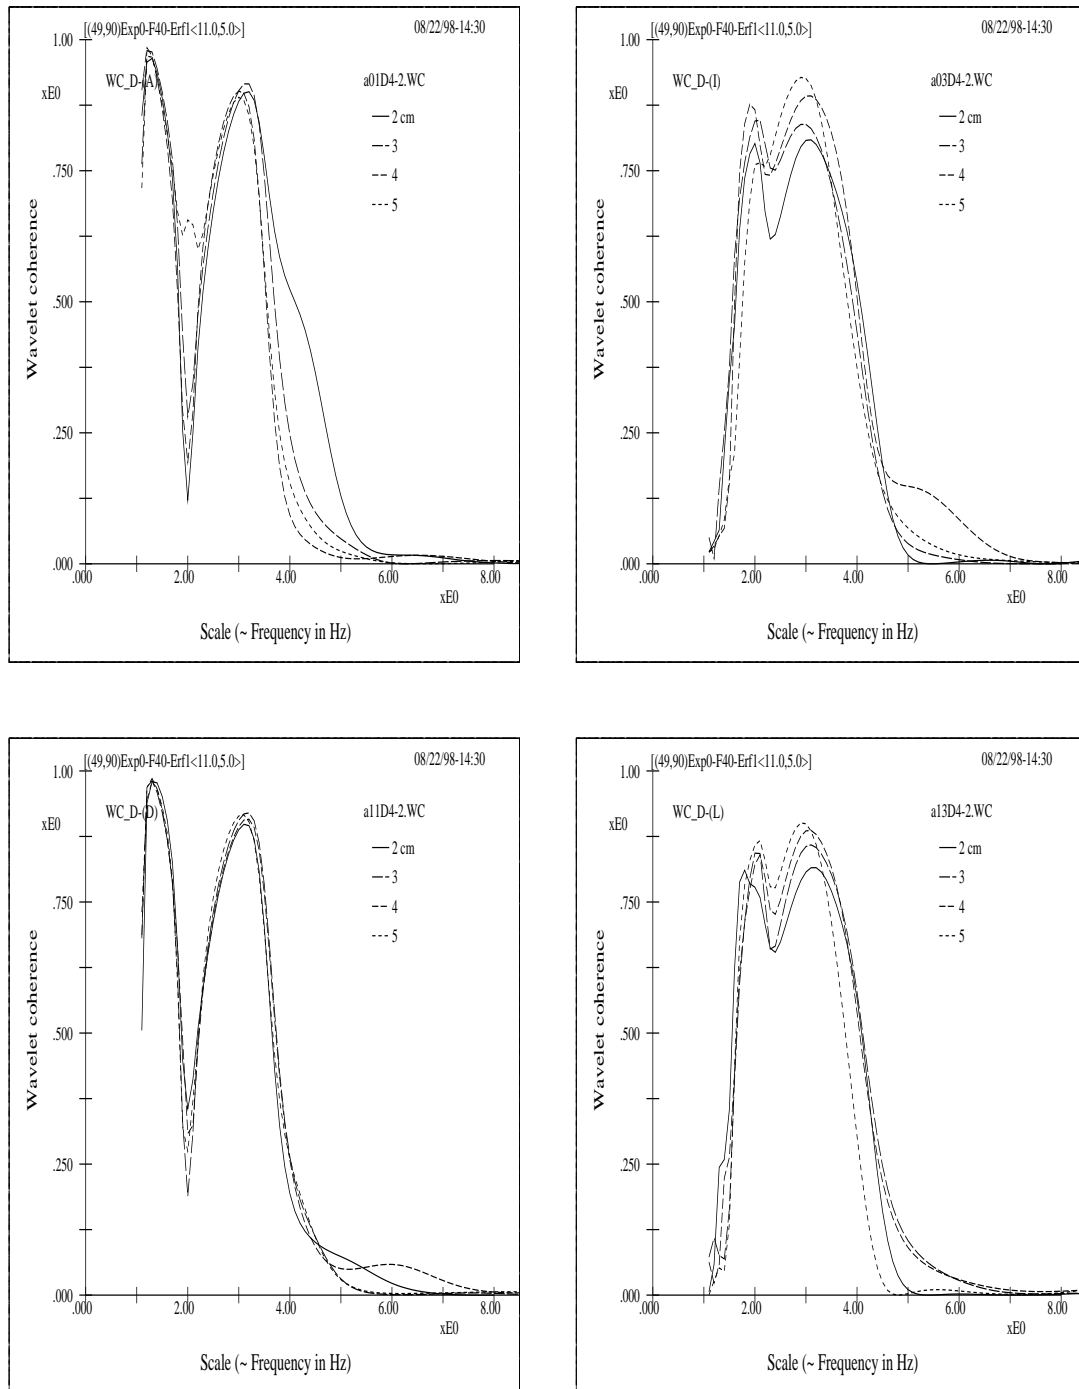 [(49,90)Exp0-F40-Erf1<11.0,5.0>]
08/22/98-14:30
1.00
WC_D-(A)
a01D4-2.WC
xE0
2 cm
3
4
5
.750
.500
.250
.000
Wavelet coherence
.000 2.00 4.00 6.00 8.00
xE0
Scale (~ Frequency in Hz)
[(49,90)Exp0-F40-Erf1<11.0,5.0>]
08/22/98-14:30
1.00
WC_D-(I)
a03D4-2.WC
xE0
2 cm
3
4
5
.750
.500
.250
.000
Wavelet coherence
.000 2.00 4.00 6.00 8.00
xE0
Scale (~ Frequency in Hz)
[(49,90)Exp0-F40-Erf1<11.0,5.0>]
08/22/98-14:30
1.00
WC_D-(D)
a11D4-2.WC
xE0
2 cm
3
4
5
.750
.500
.250
.000
Wavelet coherence
.000 2.00 4.00 6.00 8.00
xE0
Scale (~ Frequency in Hz)
[(49,90)Exp0-F40-Erf1<11.0,5.0>]
08/22/98-14:30
1.00
WC_D-(L)
a13D4-2.WC
xE0
2 cm
3
4
5
.750
.500
.250
.000
Wavelet coherence
.000 2.00 4.00 6.00 8.00
xE0
Scale (~ Frequency in Hz)